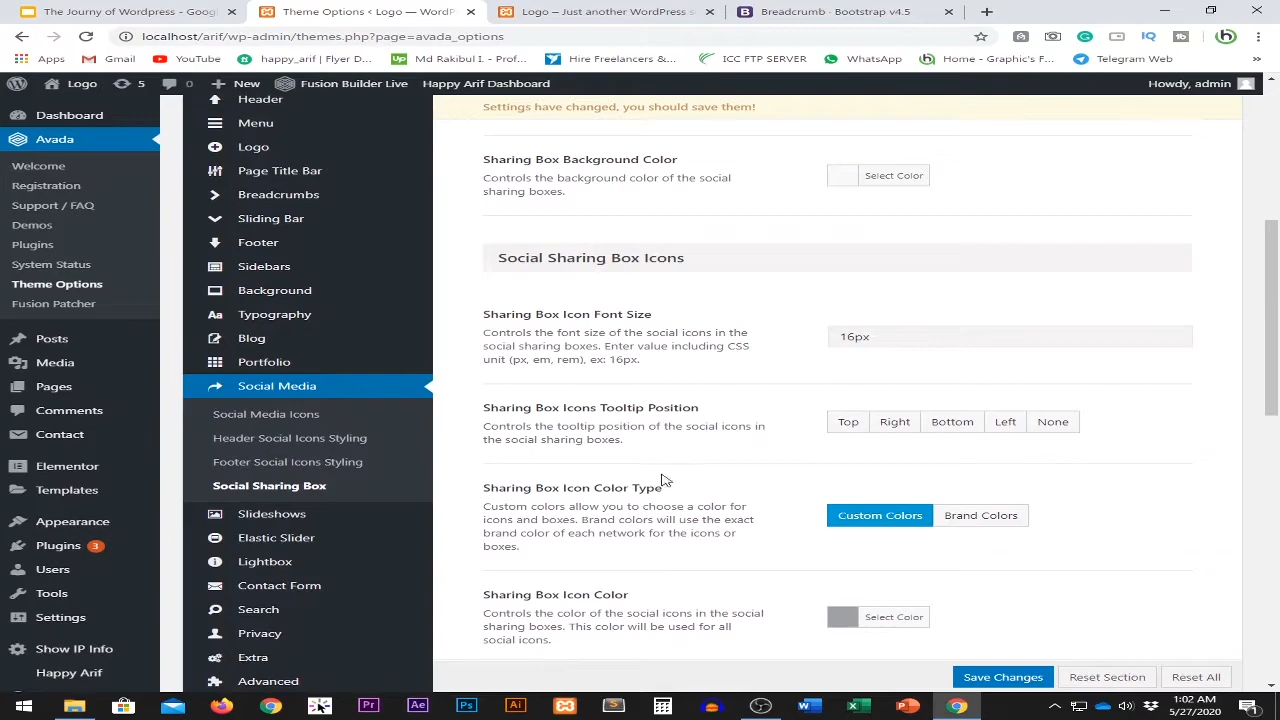 The Journy of Wordpress - Googl
Theme Options < Logo — WordP
Logo – Just another WordPress s
Breadcrumb · Bootstrap v4.5
localhost/arif/wp-admin/themes.php?page=avada_options
Apps
Gmail
YouTube
happy_arif | Flyer D...
Md Rakibul I. - Prof...
Hire Freelancers &...
ICC FTP SERVER
WhatsApp
Home - Graphic's F...
Telegram Web
Logo
5
0
New
Fusion Builder Live
Happy Arif Dashboard
Howdy, admin
Dashboard
Avada
Welcome
Registration
Support / FAQ
Demos
Plugins
System Status
Theme Options
Fusion Patcher
Posts
Media
Pages
Comments
Contact
Elementor
Templates
Appearance
Plugins 3
Users
Tools
Settings
Show IP Info
Happy Arif
Header
Menu
Logo
Page Title Bar
Breadcrumbs
Sliding Bar
Footer
Sidebars
Background
Typography
Blog
Portfolio
Social Media
Social Media Icons
Header Social Icons Styling
Footer Social Icons Styling
Social Sharing Box
Slideshows
Elastic Slider
Lightbox
Contact Form
Search
Privacy
Extra
Advanced
Settings have changed, you should save them!
Sharing Box Background Color
Controls the background color of the social
sharing boxes.
Select Color
Social Sharing Box Icons
Sharing Box Icon Font Size
Controls the font size of the social icons in the
social sharing boxes. Enter value including CSS
unit (px, em, rem), ex: 16px.
16px
Sharing Box Icons Tooltip Position
Controls the tooltip position of the social icons in
the social sharing boxes.
Top Right Bottom Left None
Sharing Box Icon Color Type
Custom colors allow you to choose a color for
icons and boxes. Brand colors will use the exact
brand color of each network for the icons or
boxes.
Custom Colors Brand Colors
Sharing Box Icon Color
Controls the color of the social icons in the social
sharing boxes. This color will be used for all
social icons.
Select Color
Save Changes Reset Section Reset All
1:02 AM
5/27/2020